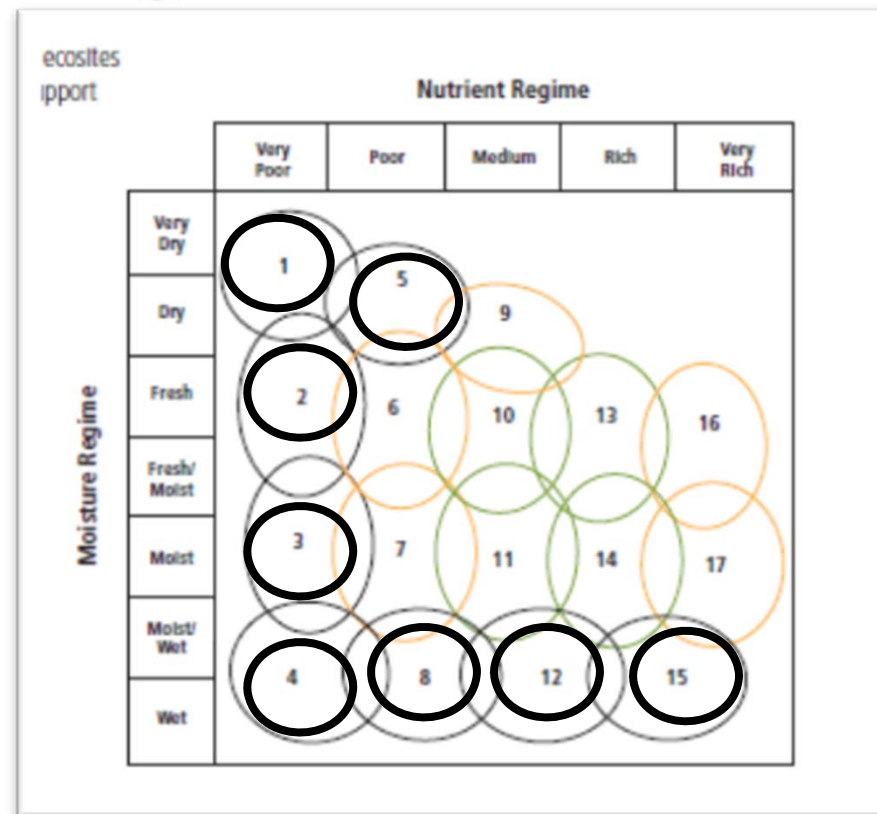 ecosites
ipport
Nutrient Regime
Very
Poor
Poor
Medium
Rich
Very
Rich
Moisture Regime
Very
Dry
Dry
Fresh
Fresh/
Moist
Moist
Moist/
Wet
Wet
1
5
9
2
6
10
13
16
3
7
11
14
17
4
8
12
15